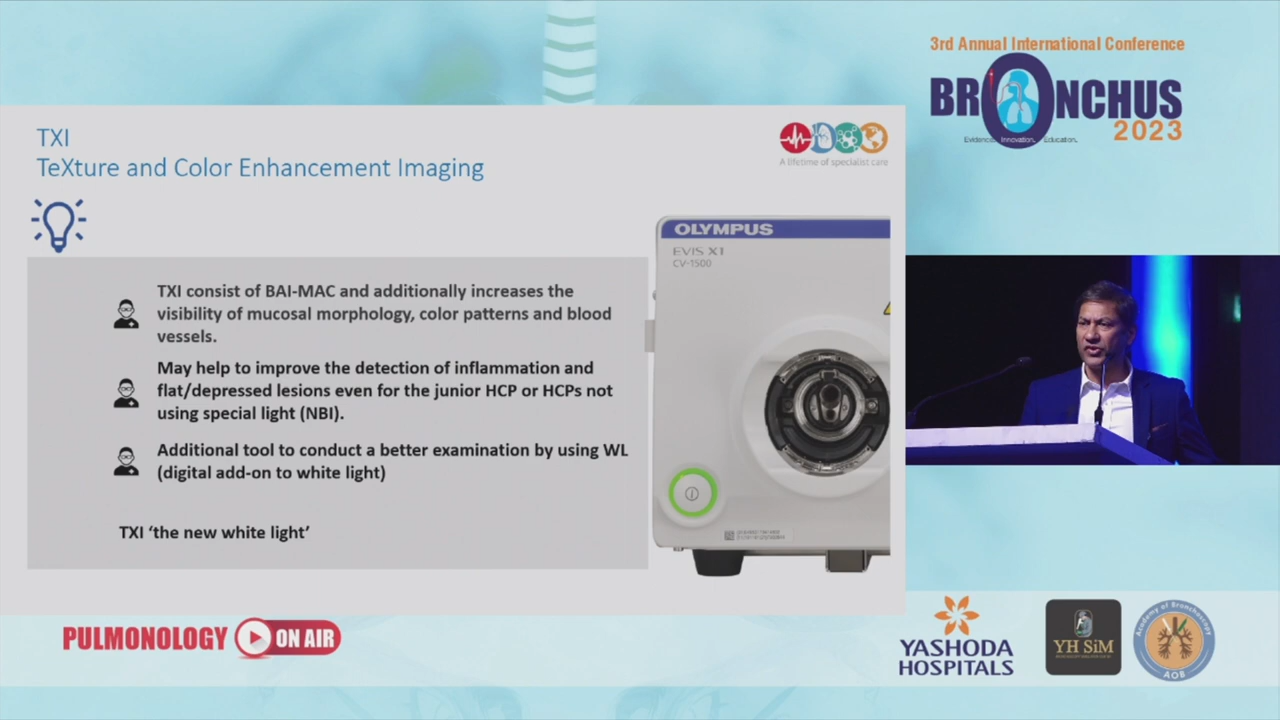 3rd Annual International Conference
BRONCHUS
2023
Evidence. Innovation. Education.
TXI
TeXture and Color Enhancement Imaging
A lifetime of specialist care
OLYMPUS
EVIS X1
CV-1500
TXI consist of BAI-MAC and additionally increases the
visibility of mucosal morphology, color patterns and blood
vessels.
May help to improve the detection of inflammation and
flat/depressed lesions even for the junior HCP or HCPs not
using special light (NBI).
Additional tool to conduct a better examination by using WL
(digital add-on to white light)
TXI ‘the new white light’
PULMONOLOGY ON AIR
YASHODA
HOSPITALS
YH SiM
Academy of Bronchoscopy
AOB